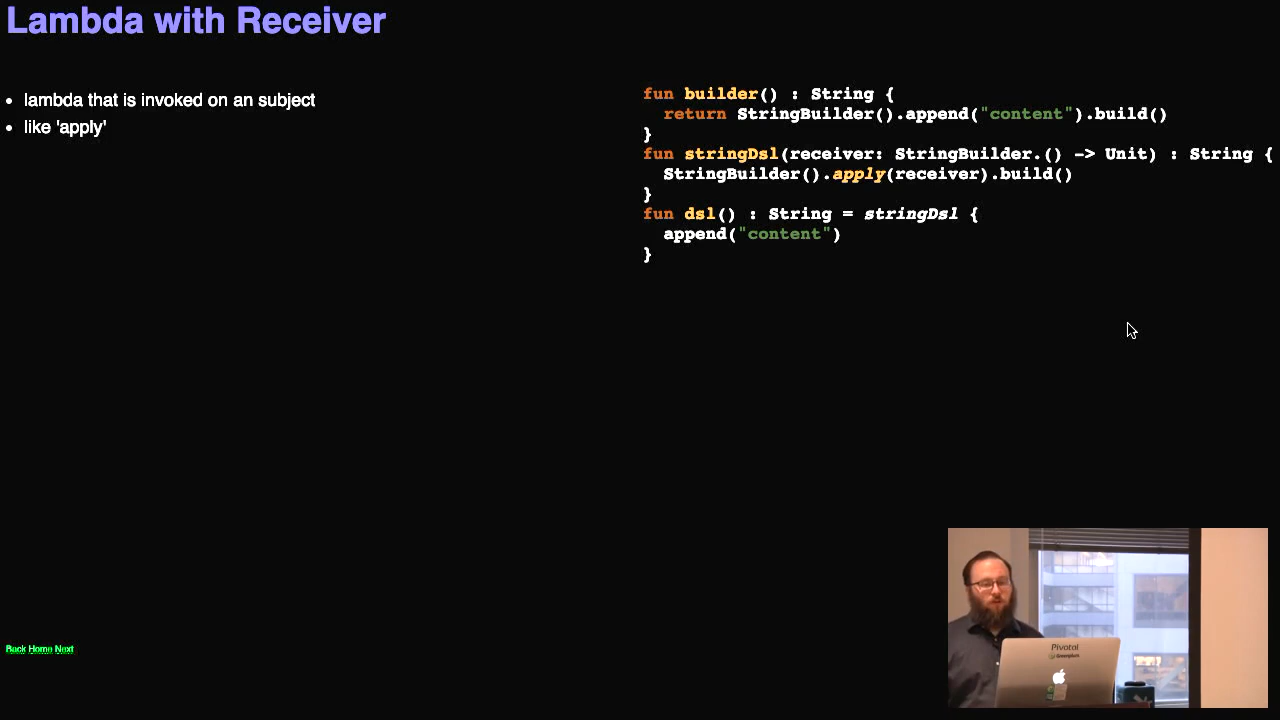 Lambda with Receiver
• lambda that is invoked on an subject
• like 'apply'
fun builder() : String {
  return StringBuilder().append("content").build()
}
fun stringDsl(receiver: StringBuilder.() -> Unit) : String {
  StringBuilder().apply(receiver).build()
}
fun dsl() : String = stringDsl {
  append("content")
}
Back Home Next
Pivotal
Greenplum